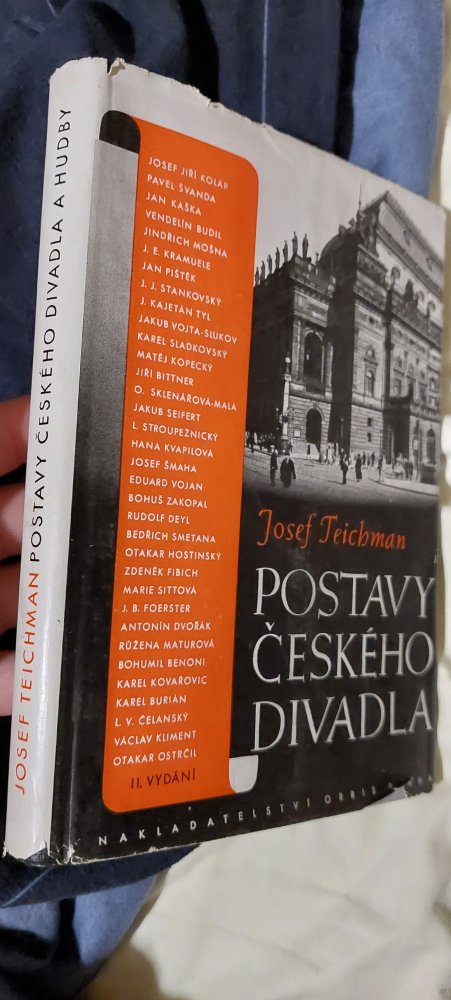 JOSEF TEICHMAN POSTAVY ČESKÉHO DIVADLA A HUDBY
JOSEF JIŘÍ KOLÁR
PAVEL ŠVANDA
JAN KAŠKA
VENDELÍN BUDIL
JINDŘICH MOŠNA
J. E. KRAMUELE
JAN PIŠTĚK
J. J. STANKOVSKÝ
J. KAJETÁN TYL
JAKUB VOJTA-SLUKOV
KAREL SLADKOVSKÝ
MATĚJ KOPECKÝ
JIŘÍ BITTNER
O. SKLENÁŘOVÁ-MALÁ
JAKUB SEIFERT
L. STROUPEŽNICKÝ
HANA KVAPILOVÁ
JOSEF ŠMAHA
EDUARD VOJAN
BOHUŠ ZAKOPAL
RUDOLF DEYL
BEDŘICH SMETANA
OTAKAR HOSTINSKÝ
ZDENĚK FIBICH
MARIE SITTOVÁ
J. B. FOERSTER
ANTONÍN DVOŘÁK
RŮŽENA MATUROVÁ
BOHUMIL BENONI
KAREL KOVAŘOVIC
KAREL BURIÁN
L. V. ČELANSKÝ
VÁCLAV KLIMENT
OTAKAR OSTRČIL
II. VYDÁNÍ
Josef Teichman
POSTAVY
ČESKÉHO
DIVADLA
NAKLADATELSTVÍ ORBIS